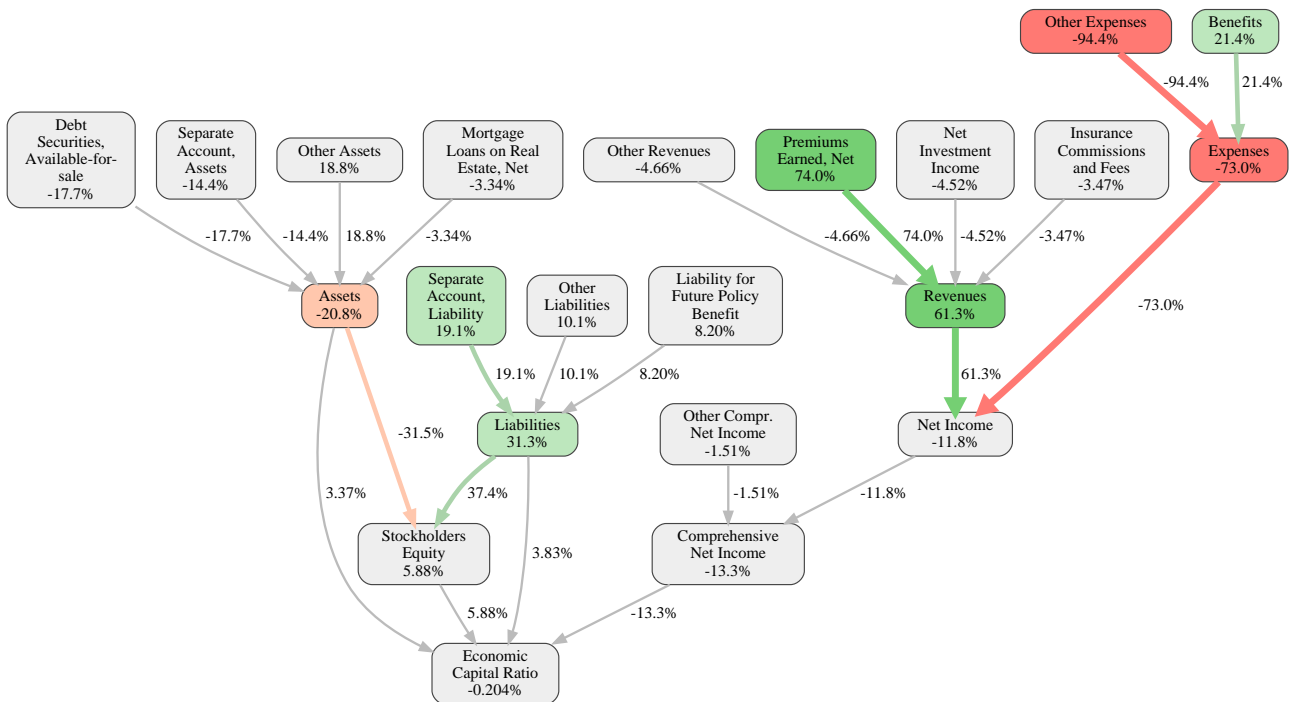 Other Expenses
-94.4%
Benefits
21.4%
-94.4%
21.4%
Debt
Securities,
Available-for-
sale
-17.7%
Separate
Account,
Assets
-14.4%
Other Assets
18.8%
Mortgage
Loans on Real
Estate, Net
-3.34%
Other Revenues
-4.66%
Premiums
Earned, Net
74.0%
Net
Investment
Income
-4.52%
Insurance
Commissions
and Fees
-3.47%
Expenses
-73.0%
-17.7%
-14.4%
18.8%
-3.34%
-4.66%
74.0%
-4.52%
-3.47%
Assets
-20.8%
Separate
Account,
Liability
19.1%
Other
Liabilities
10.1%
Liability for
Future Policy
Benefit
8.20%
Revenues
61.3%
-73.0%
19.1%
10.1%
8.20%
61.3%
-31.5%
Liabilities
31.3%
Other Compr.
Net Income
-1.51%
Net Income
-11.8%
3.37%
37.4%
-1.51%
-11.8%
Stockholders
Equity
5.88%
3.83%
Comprehensive
Net Income
-13.3%
5.88%
-13.3%
Economic
Capital Ratio
-0.204%